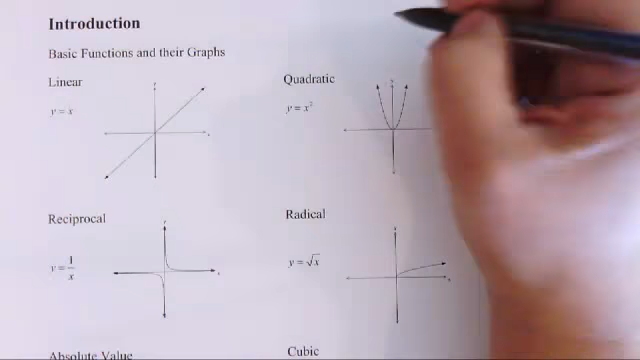 Introduction
Basic Functions and their Graphs
Linear
y = x
Quadratic
y = x²
Reciprocal
y = 1/x
Radical
y = √x
Absolute Value
Cubic